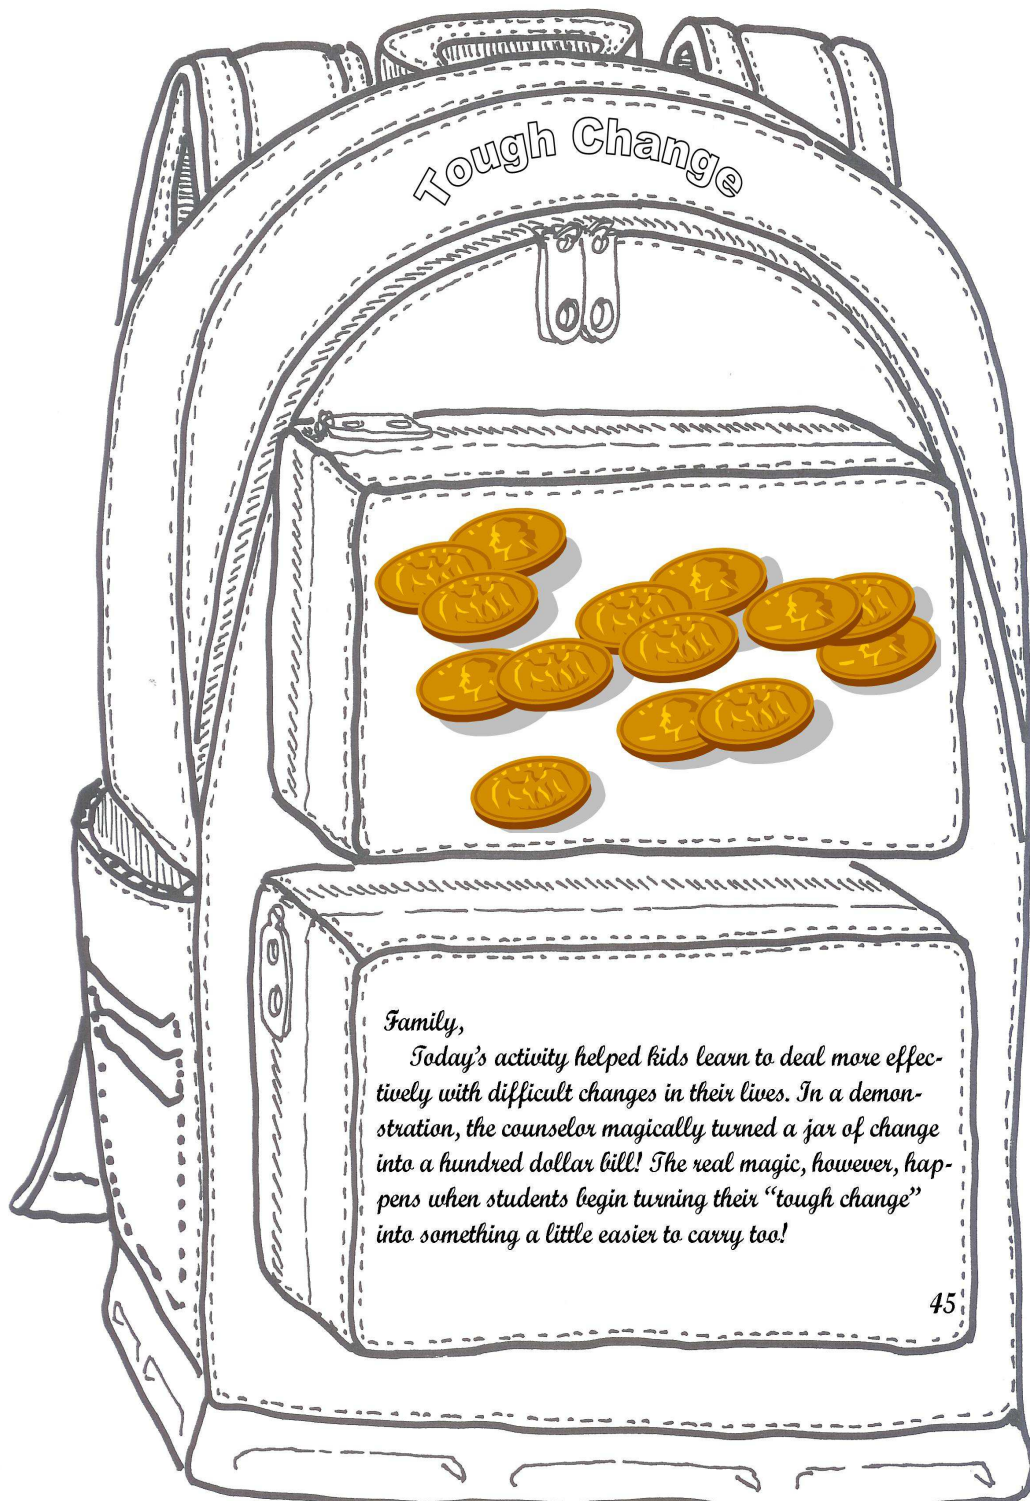 Tough Change
Family,
Today's activity helped kids learn to deal more effec-
tively with difficult changes in their lives. In a demon-
stration, the counselor magically turned a jar of change
into a hundred dollar bill! The real magic, however, hap-
pens when students begin turning their “tough change”
into something a little easier to carry too!
45